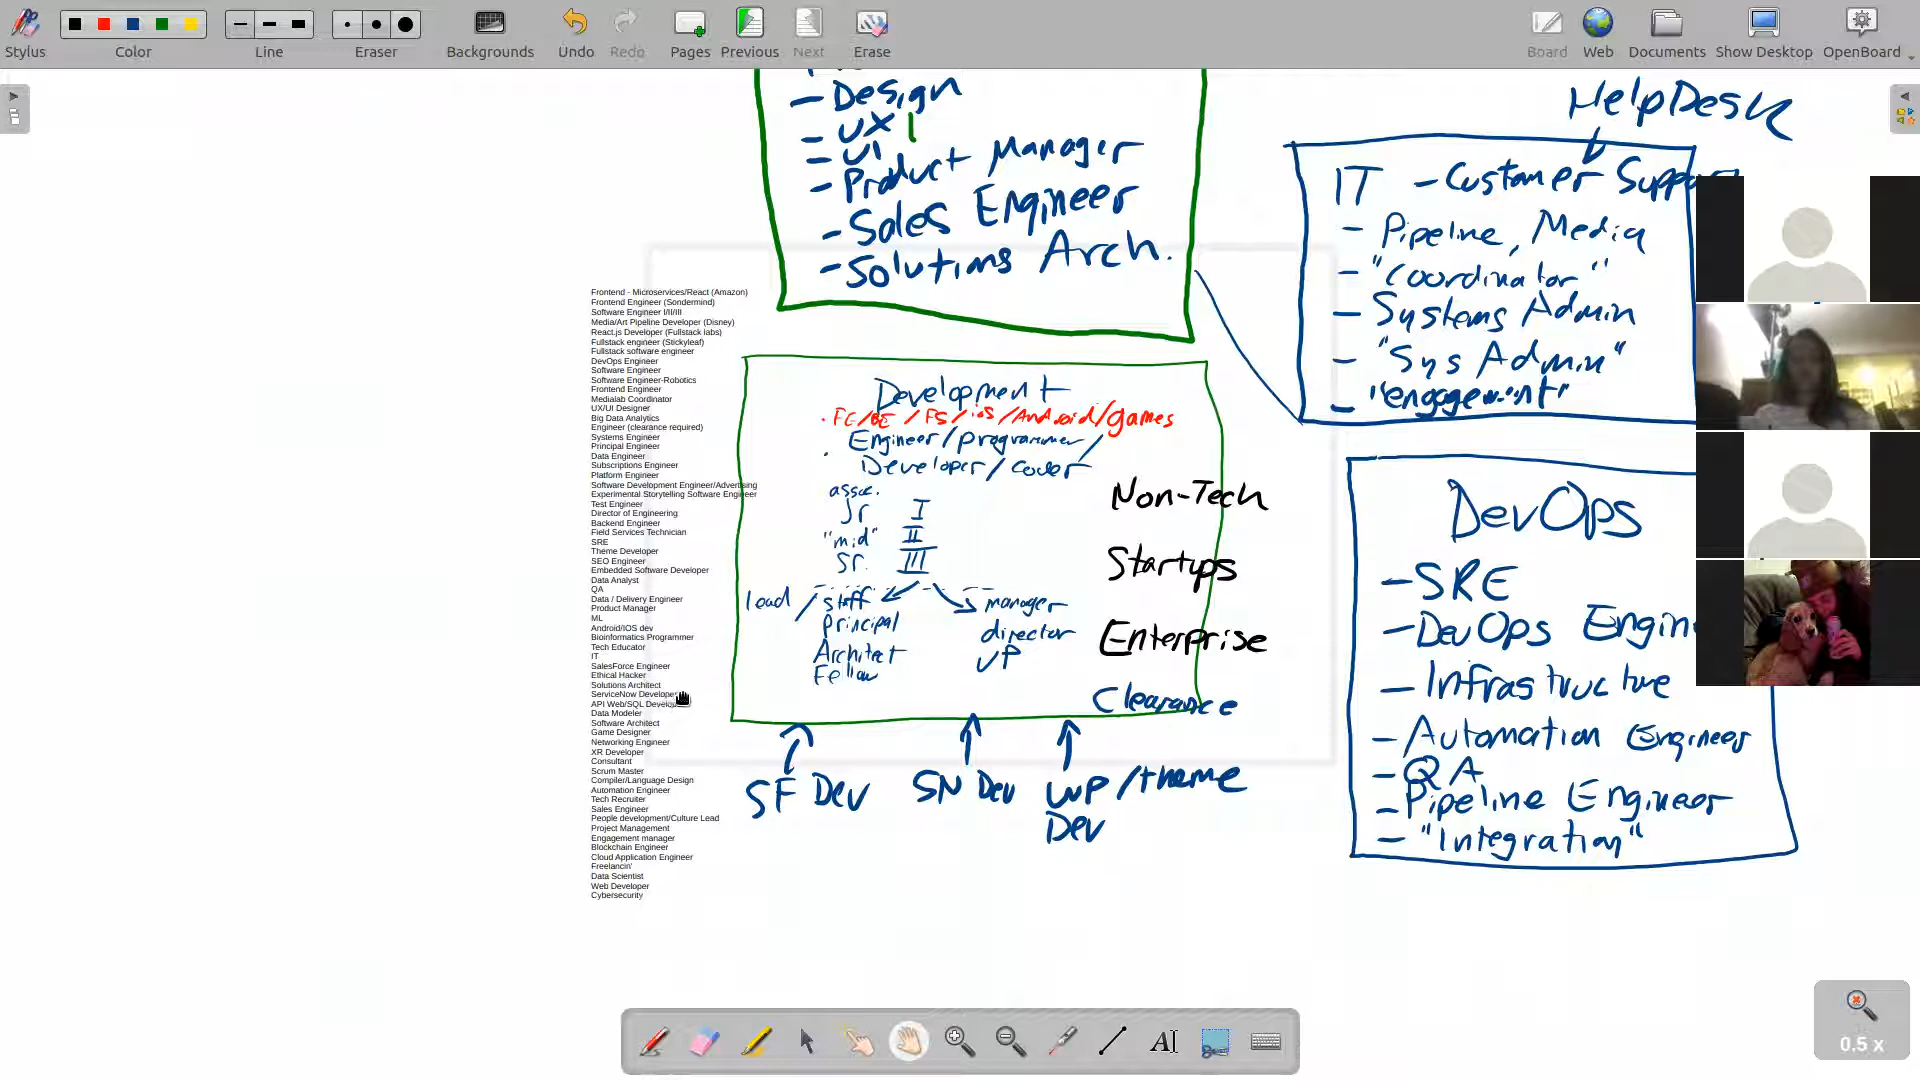 Stylus
Color
Line
Eraser
Backgrounds
Undo
Redo
Pages
Previous
Next
Erase
Board
Web
Documents
Show Desktop
OpenBoard
- Design
- UX
- UI
- Product Manager
- Sales Engineer
- Solutions Arch.
HelpDesk
IT - Customer Support
- Pipeline, Media
- "Coordinator"
- Systems Admin
- "Sys Admin"
- "engagement"
Frontend - Microservices/React (Amazon)
Frontend Engineer (Sondermind)
Software Engineer I/II/III
Media/Art Pipeline Developer (Disney)
React.js Developer (Fullstack labs)
Fullstack engineer (Stickyleaf)
Fullstack software engineer
DevOps Engineer
Software Engineer
Software Engineer-Robotics
Frontend Engineer
Medialab Coordinator
UX/UI Designer
Big Data Analytics
Engineer (clearance required)
Systems Engineer
Principal Engineer
Data Engineer
Subscriptions Engineer
Platform Engineer
Software Development Engineer/Advertising
Experimental Storytelling Software Engineer
Test Engineer
Director of Engineering
Backend Engineer
Field Services Technician
SRE
Theme Developer
SEO Engineer
Embedded Software Developer
Data Analyst
QA
Data / Delivery Engineer
Product Manager
ML
Android/IOS dev
Bioinformatics Programmer
Tech Educator
IT
SalesForce Engineer
Ethical Hacker
Solutions Architect
ServiceNow Developer
API Web/SQL Developer
Data Modeler
Software Architect
Game Designer
Networking Engineer
XR Developer
Consultant
Scrum Master
Compiler/Language Design
Automation Engineer
Tech Recruiter
Sales Engineer
People development/Culture Lead
Project Management
Engagement manager
Blockchain Engineer
Cloud Application Engineer
Freelancin'
Data Scientist
Web Developer
Cybersecurity
Development
. FE/BE / FS / iOS / Android / games
Engineer / programmer /
Developer / coder
assoc.
Jr I
"mid" II
Sr. III
lead / staff
Principal
Architect
Fellow
manager
director
VP
Non-Tech
Startups
Enterprise
Clearance
SF Dev
SN Dev
WP/theme
Dev
DevOps
- SRE
- DevOps Engin
- Infrastructure
- Automation Engineer
- QA
- Pipeline Engineer
- "Integration"
0.5 x